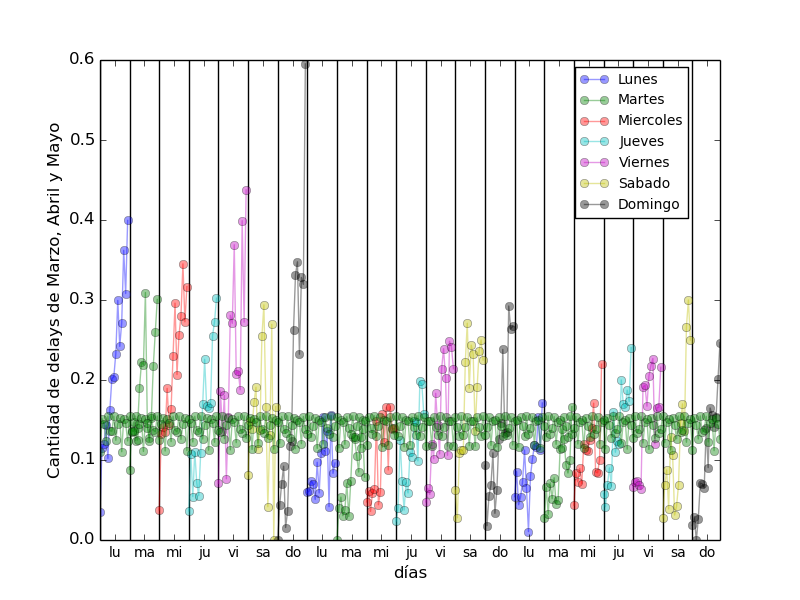 0.6
0.5
0.4
0.3
0.2
0.1
0.0
Cantidad de delays de Marzo, Abril y Mayo
Lunes
Martes
Miercoles
Jueves
Viernes
Sabado
Domingo
lu ma mi ju vi sa do lu ma mi ju vi sa do lu ma mi ju vi sa do
días